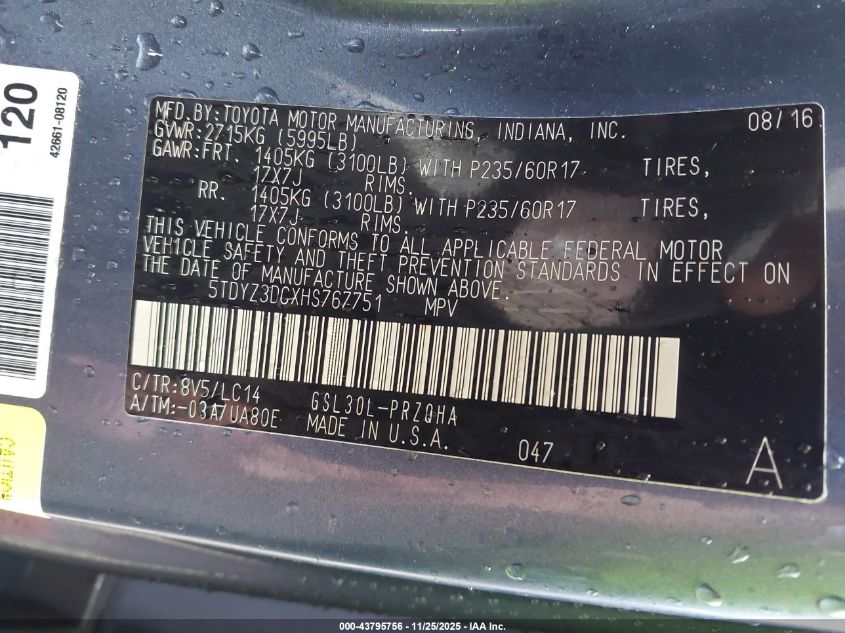 120
42661-08120
MFD.BY:TOYOTA MOTOR MANUFACTURING, INDIANA, INC. 08/16
GVWR:2715KG (5995LB)
GAWR:FRT. 1405KG (3100LB) WITH P235/60R17 TIRES,
17X7J RIMS.
RR. 1405KG (3100LB) WITH P235/60R17 TIRES,
17X7J RIMS.
THIS VEHICLE CONFORMS TO ALL APPLICABLE FEDERAL MOTOR
VEHICLE SAFETY AND THEFT PREVENTION STANDARDS IN EFFECT ON
THE DATE OF MANUFACTURE SHOWN ABOVE.
5TDYZ3DCXHS767751 MPV
C/TR:8V5/LC14 GSL30L-PRZQHA
A/TM:-03A/UA80E MADE IN U.S.A. 047 A
CAUTION
000-43795756 - 11/25/2025 - IAA Inc.